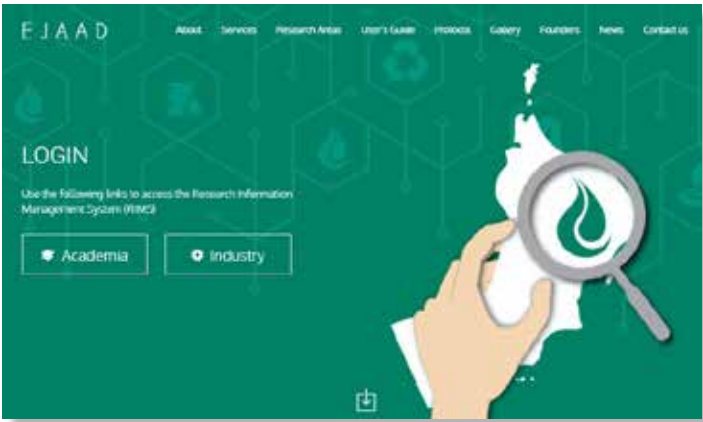 EJAAD
About Services Research Areas User's Guide Protocols Gallery Founders News Contact us
LOGIN
Use the following links to access the Research Information
Management System (RIMS)
Academia Industry